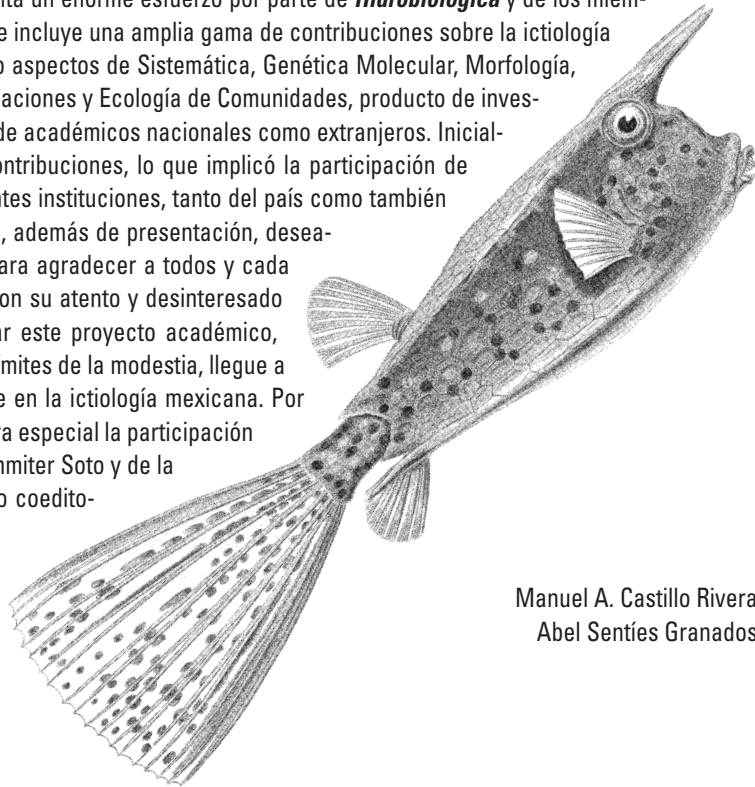 nta un enorme esfuerzo por parte de Hidrobiológica y de los miem-
e incluye una amplia gama de contribuciones sobre la ictiología
o aspectos de Sistemática, Genética Molecular, Morfología,
aciones y Ecología de Comunidades, producto de inves-
de académicos nacionales como extranjeros. Inicial-
ontribuciones, lo que implicó la participación de
ntes instituciones, tanto del país como también
, además de presentación, desea-
ara agradecer a todos y cada
on su atento y desinteresado
ar este proyecto académico,
ímites de la modestia, llegue a
e en la ictiología mexicana. Por
a especial la participación
nmiter Soto y de la
o coedito-
Manuel A. Castillo Rivera
Abel Sentíes Granados